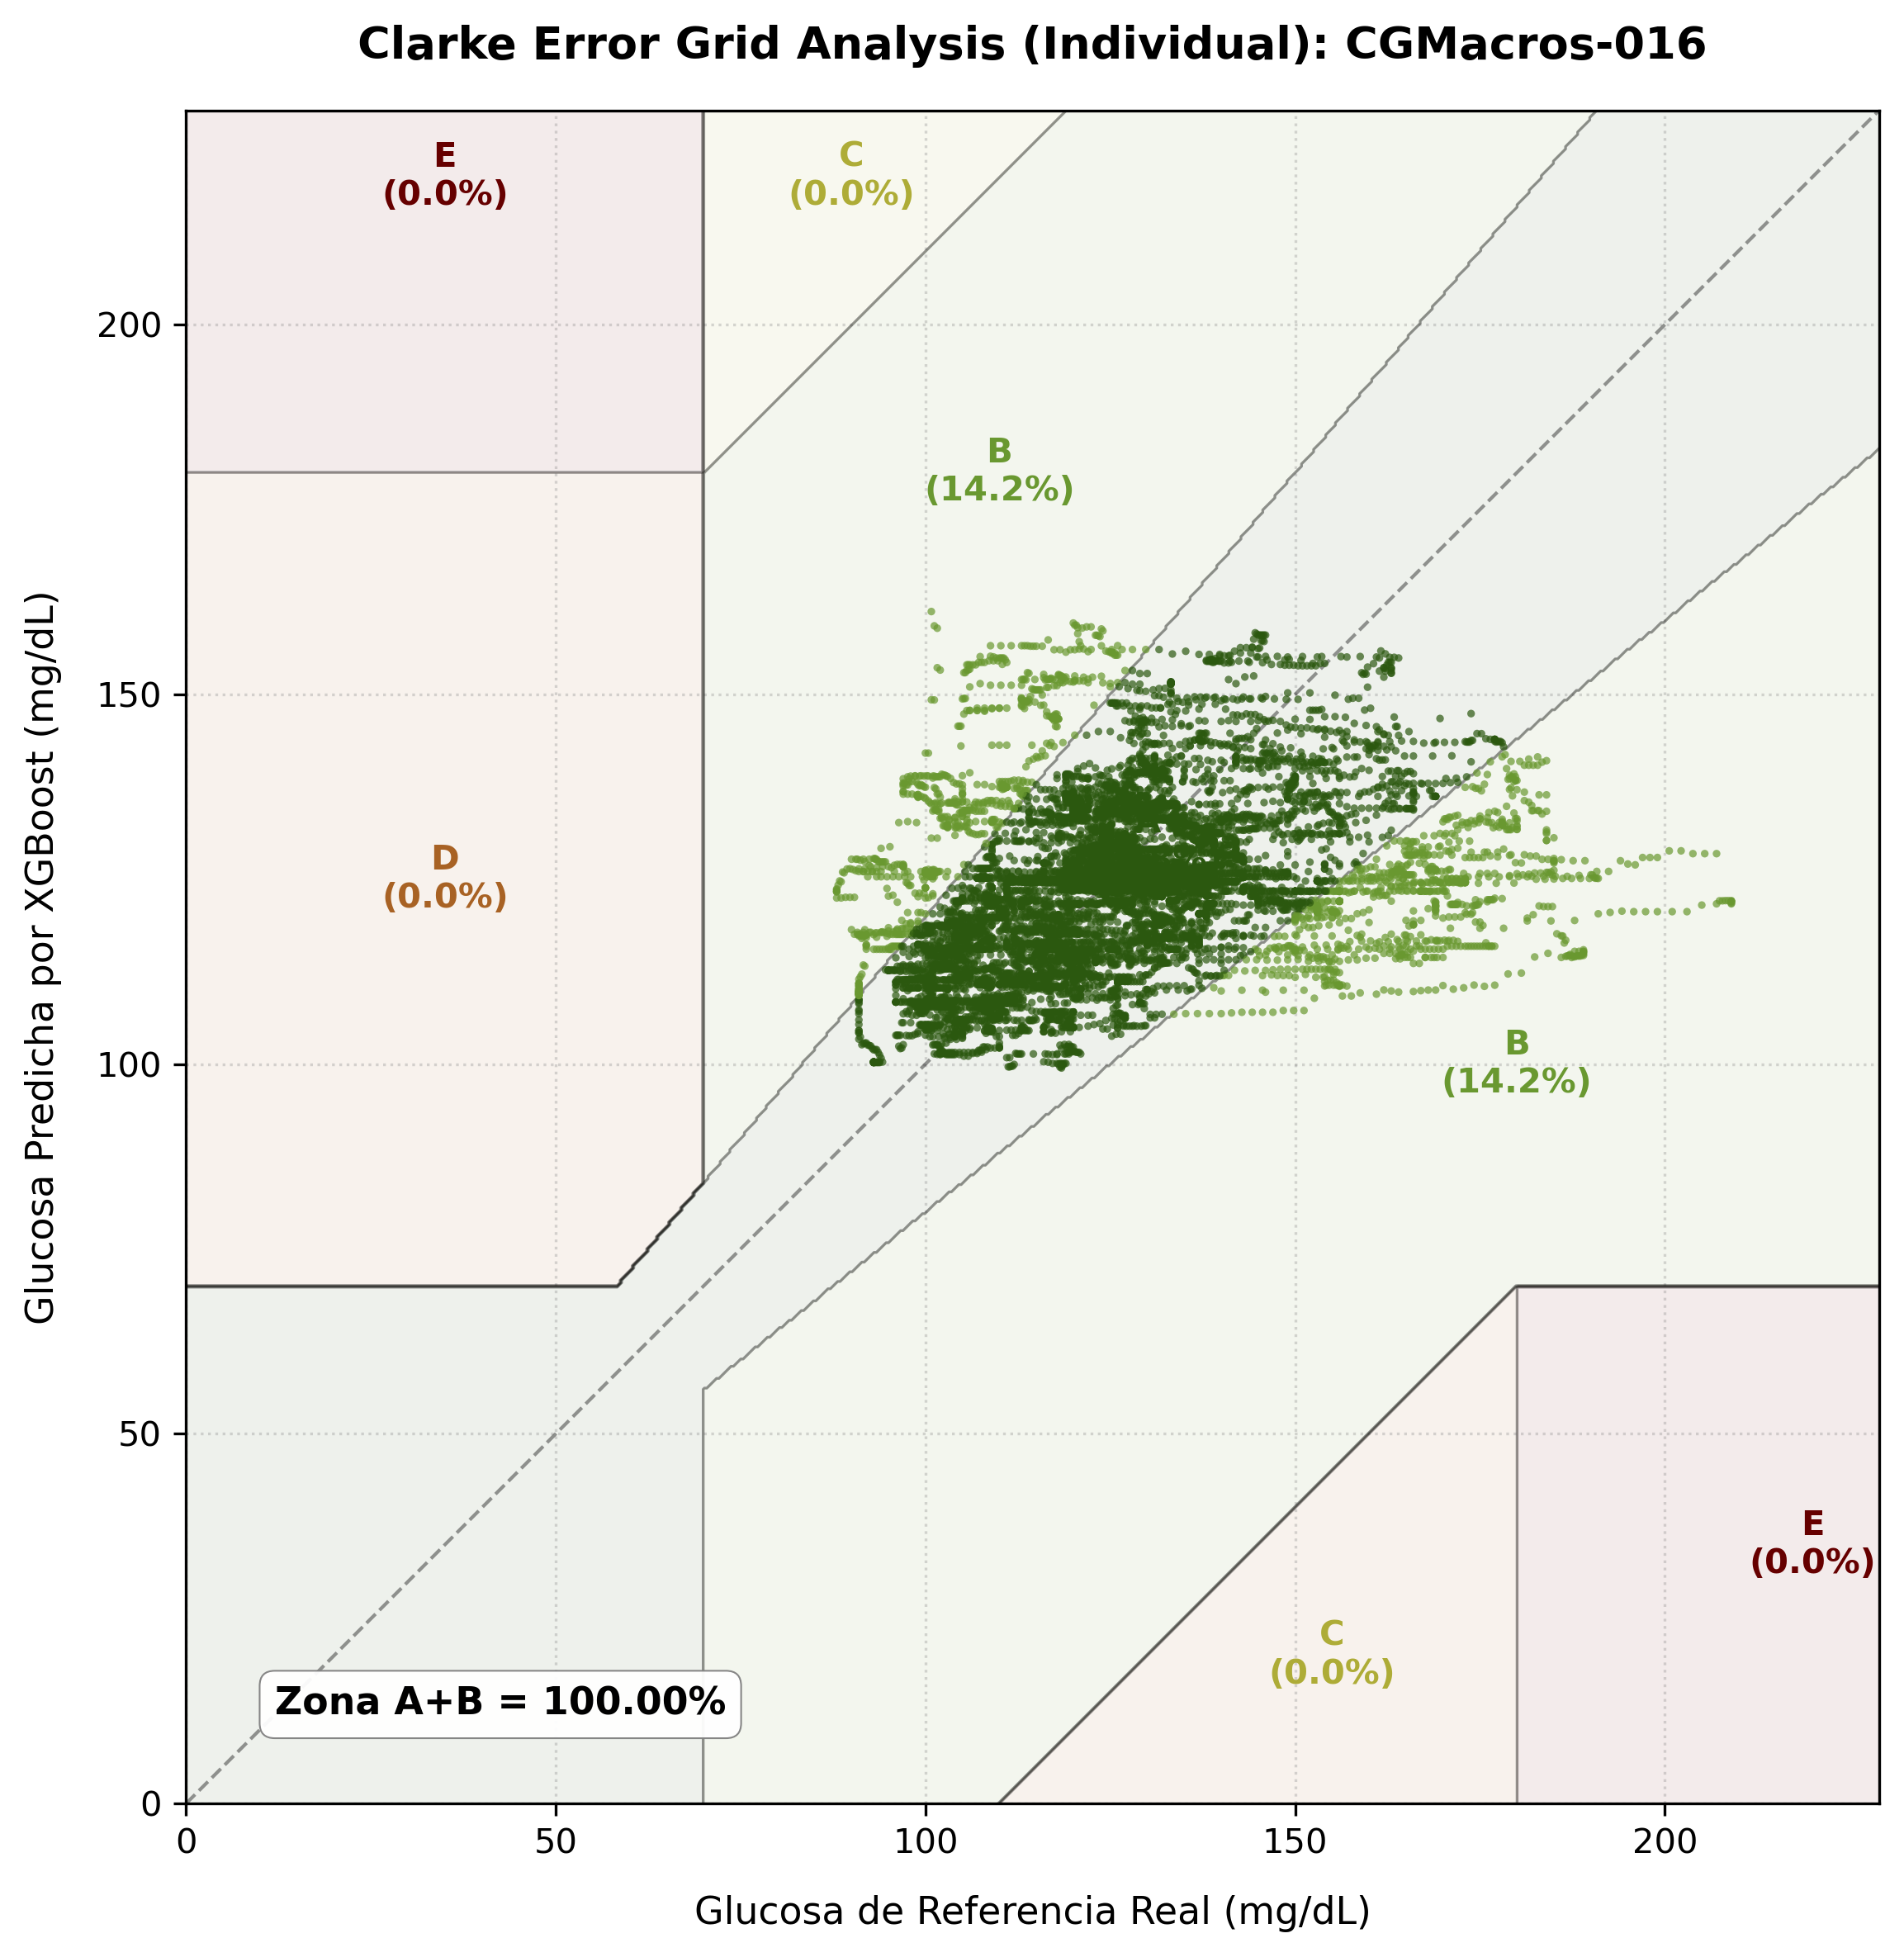 Clarke Error Grid Analysis (Individual): CGMacros-016
E
(0.0%)
C
(0.0%)
B
(14.2%)
D
(0.0%)
B
(14.2%)
E
(0.0%)
C
(0.0%)
Zona A+B = 100.00%
Glucosa Predicha por XGBoost (mg/dL)
200
150
100
50
0
0
50
100
150
200
Glucosa de Referencia Real (mg/dL)